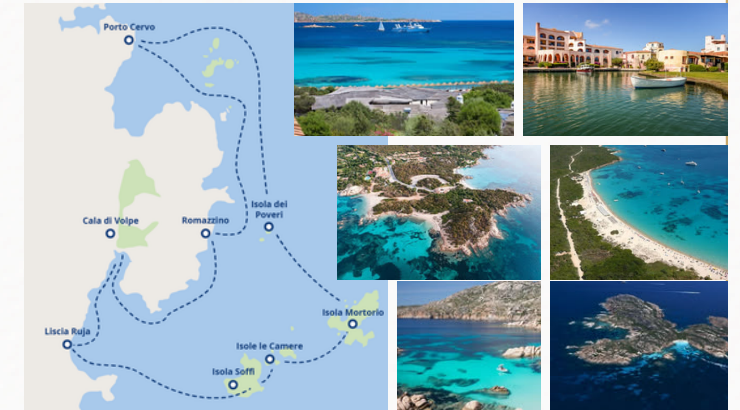 Porto Cervo
Isola dei
Poveri
Cala di Volpe
Romazzino
Isola Mortorio
Liscia Ruja
Isole le Camere
Isola Soffi